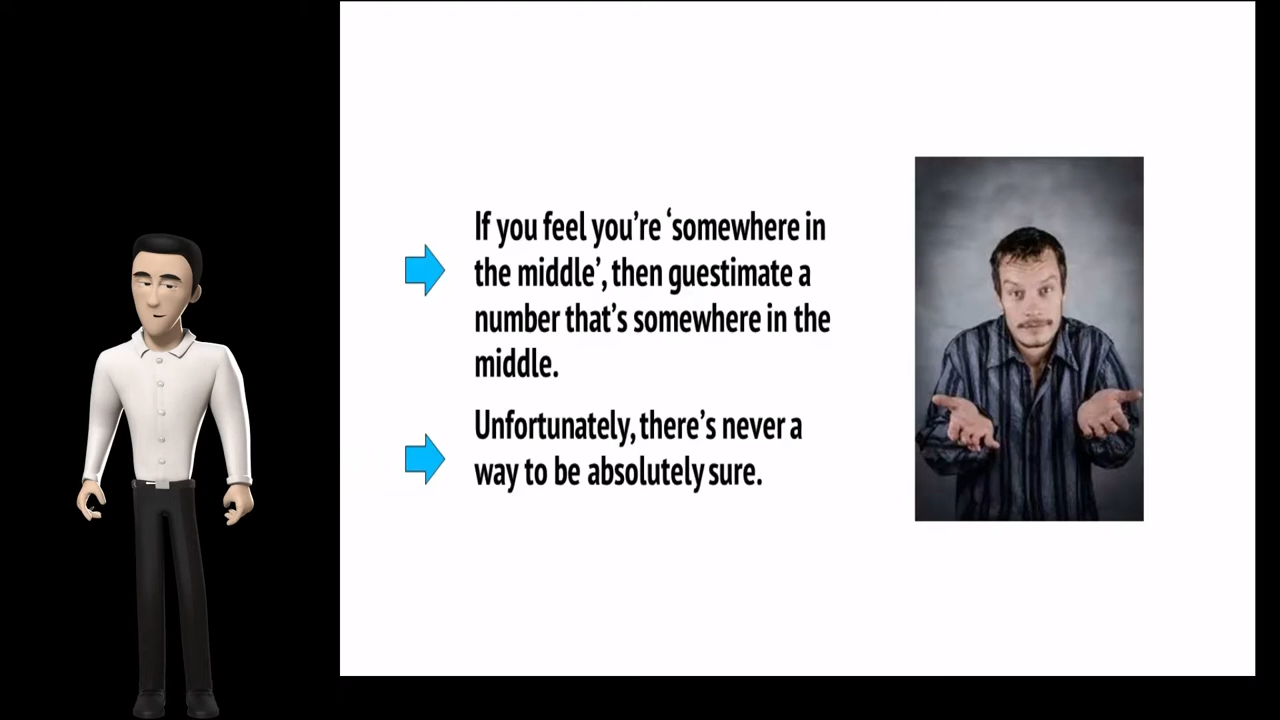 If you feel you’re ‘somewhere in
the middle’, then guestimate a
number that’s somewhere in the
middle.
Unfortunately, there’s never a
way to be absolutely sure.